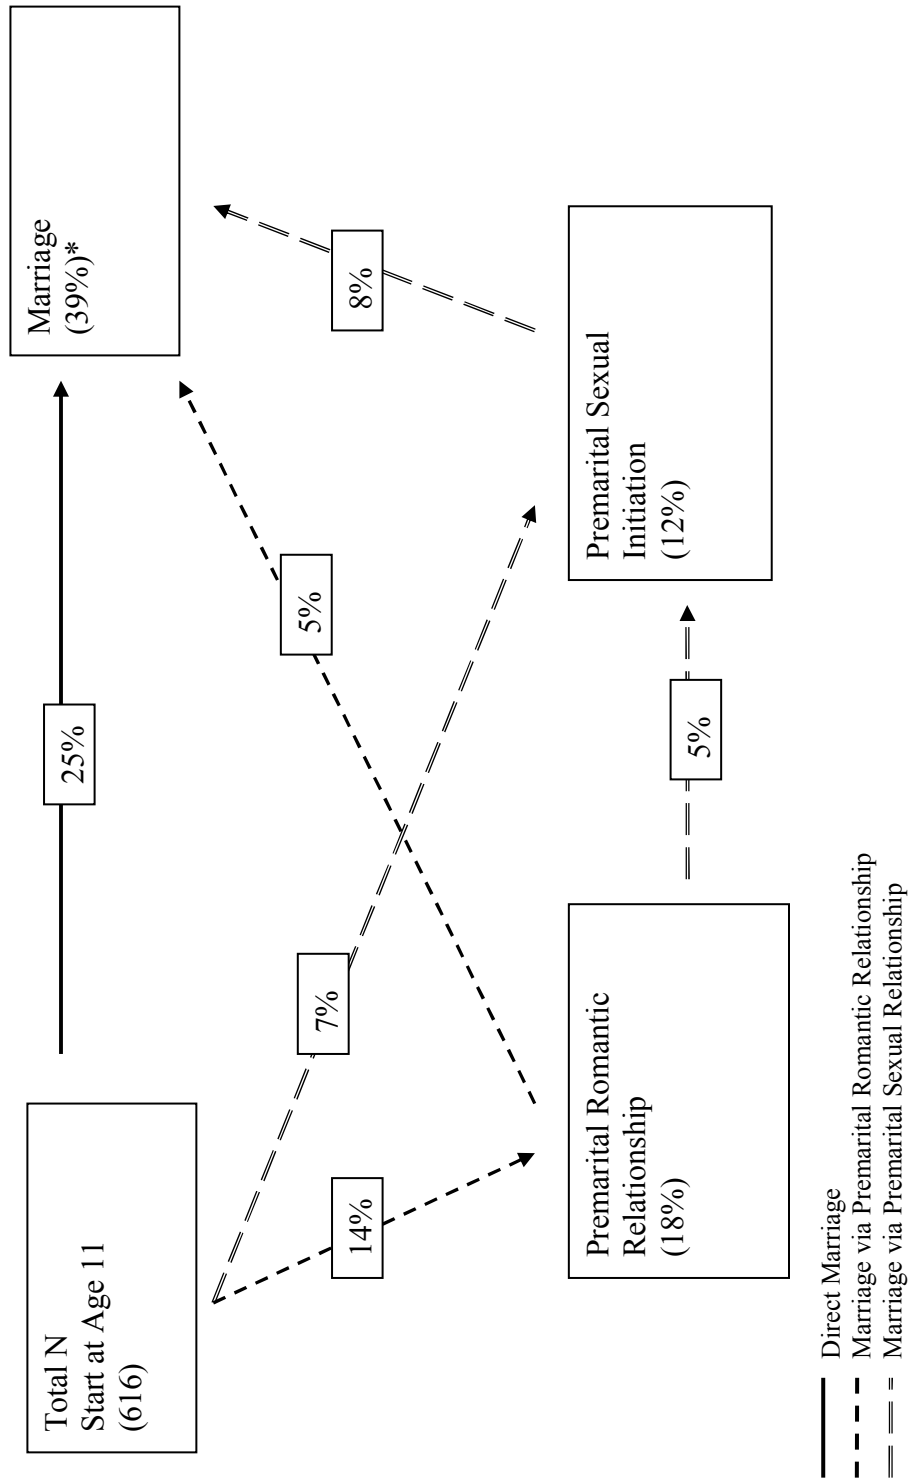 Total N
Start at Age 11
(616)
25%
Marriage
(39%)*
14%
7%
5%
8%
Premarital Romantic
Relationship
(18%)
5%
Premarital Sexual
Initiation
(12%)
Direct Marriage
Marriage via Premarital Romantic Relationship
Marriage via Premarital Sexual Relationship